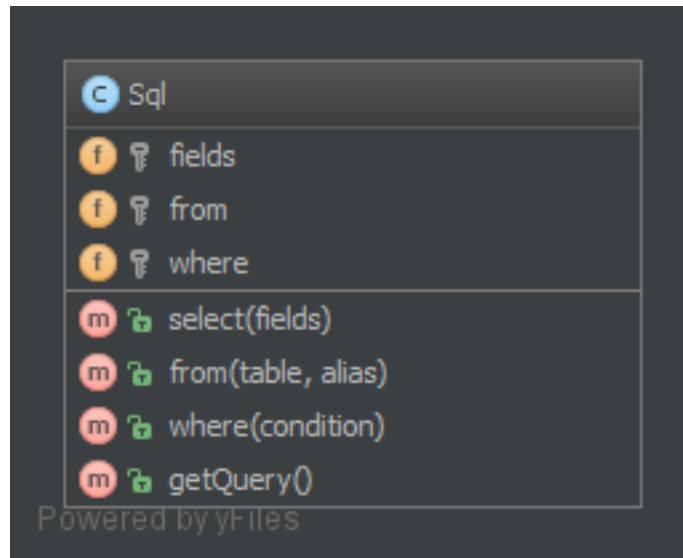 C Sql
f fields
f from
f where
m select(fields)
m from(table, alias)
m where(condition)
m getQuery()
Powered by yFiles